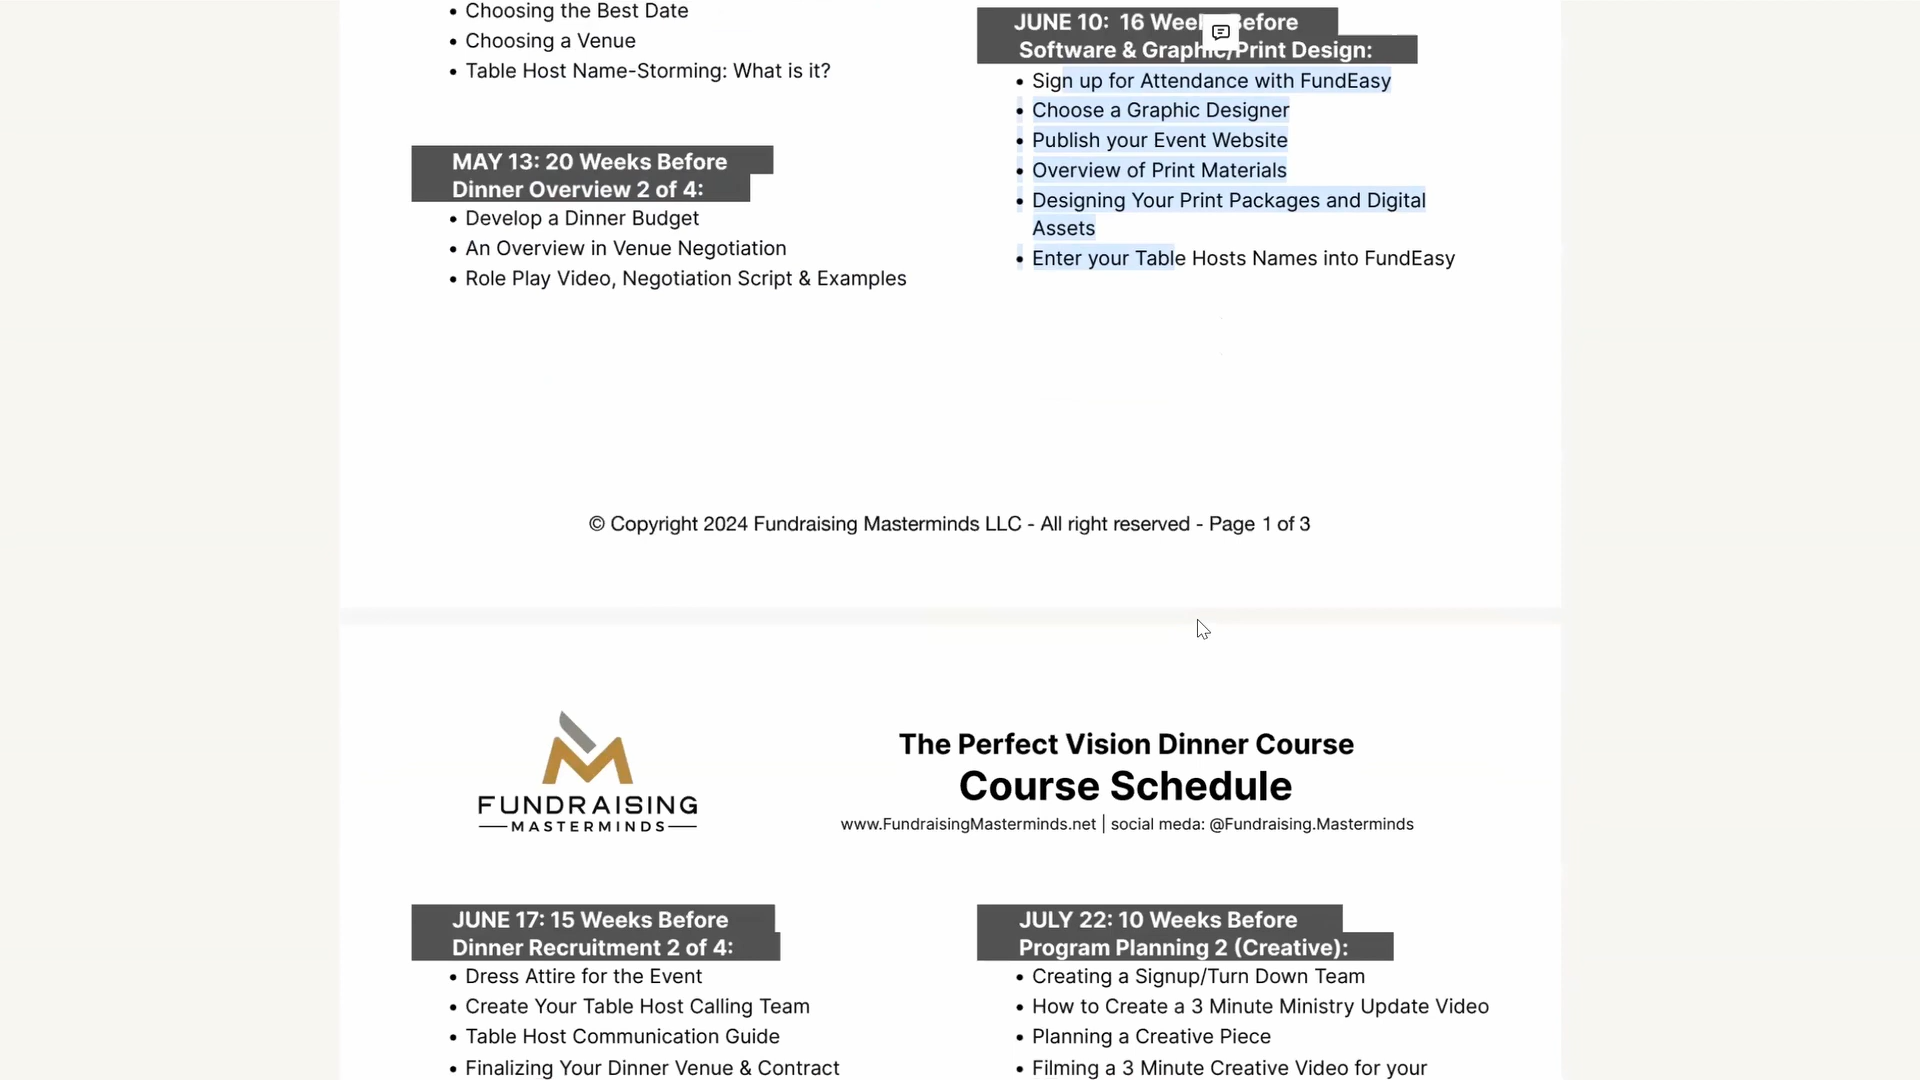 • Choosing the Best Date
• Choosing a Venue
• Table Host Name-Storming: What is it?
MAY 13: 20 Weeks Before
Dinner Overview 2 of 4:
• Develop a Dinner Budget
• An Overview in Venue Negotiation
• Role Play Video, Negotiation Script & Examples
JUNE 10: 16 Weeks Before
Software & Graphic/Print Design:
• Sign up for Attendance with FundEasy
• Choose a Graphic Designer
• Publish your Event Website
• Overview of Print Materials
• Designing Your Print Packages and Digital
Assets
• Enter your Table Hosts Names into FundEasy
© Copyright 2024 Fundraising Masterminds LLC - All right reserved - Page 1 of 3
FUNDRAISING
MASTERMINDS
The Perfect Vision Dinner Course
Course Schedule
www.FundraisingMasterminds.net | social meda: @Fundraising.Masterminds
JUNE 17: 15 Weeks Before
Dinner Recruitment 2 of 4:
• Dress Attire for the Event
• Create Your Table Host Calling Team
• Table Host Communication Guide
• Finalizing Your Dinner Venue & Contract
JULY 22: 10 Weeks Before
Program Planning 2 (Creative):
• Creating a Signup/Turn Down Team
• How to Create a 3 Minute Ministry Update Video
• Planning a Creative Piece
• Filming a 3 Minute Creative Video for your